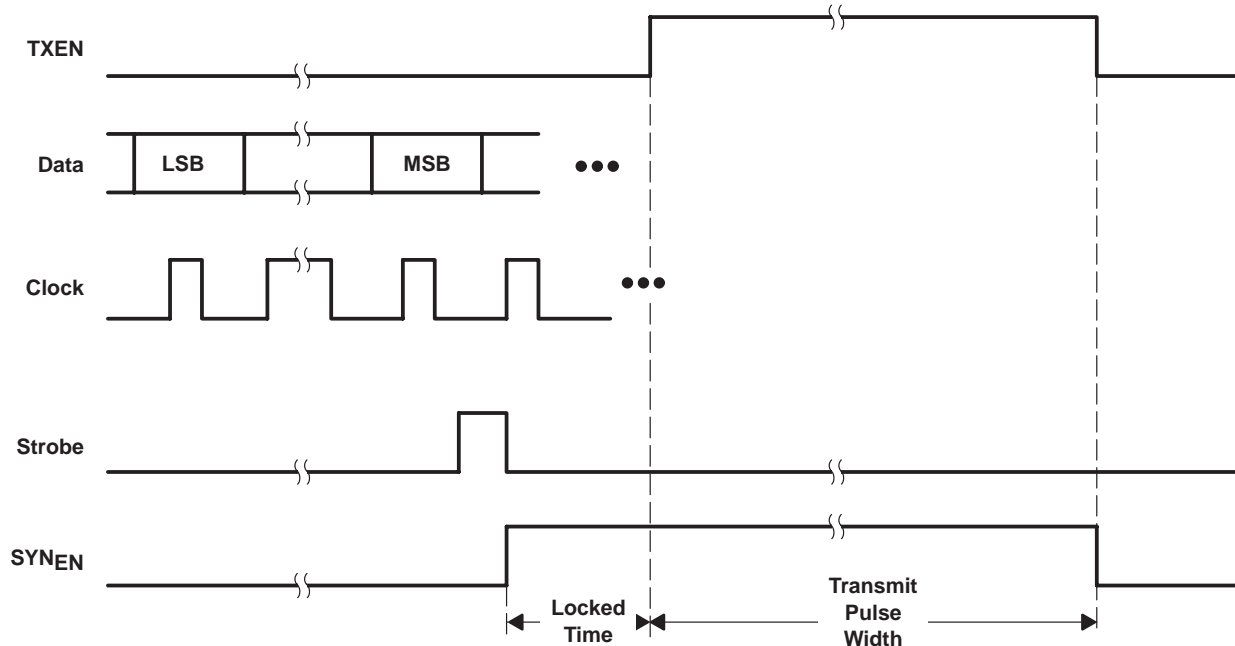 TXEN
Data
LSB
MSB
Clock
Strobe
SYNEN
Locked
Time
Transmit
Pulse
Width